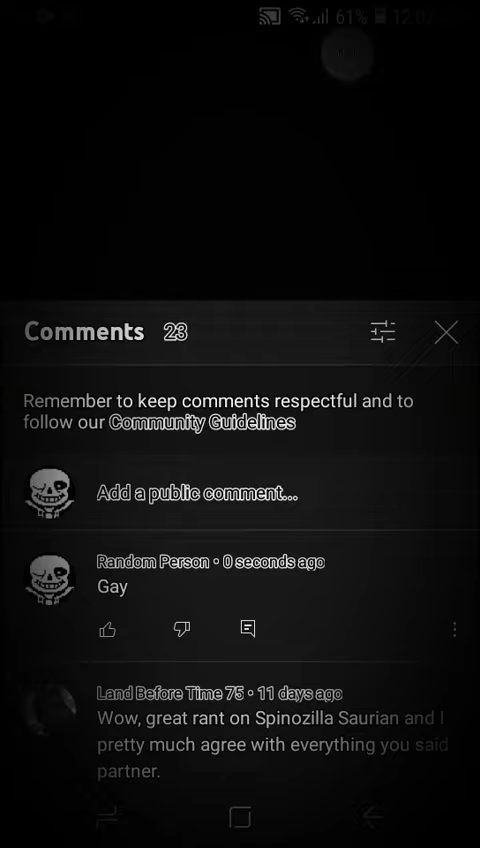 61% 12:02
Comments 23
Remember to keep comments respectful and to
follow our Community Guidelines
Add a public comment...
Random Person • 0 seconds ago
Gay
Land Before Time 75 • 11 days ago
Wow, great rant on Spinozilla Saurian and I
pretty much agree with everything you said
partner.